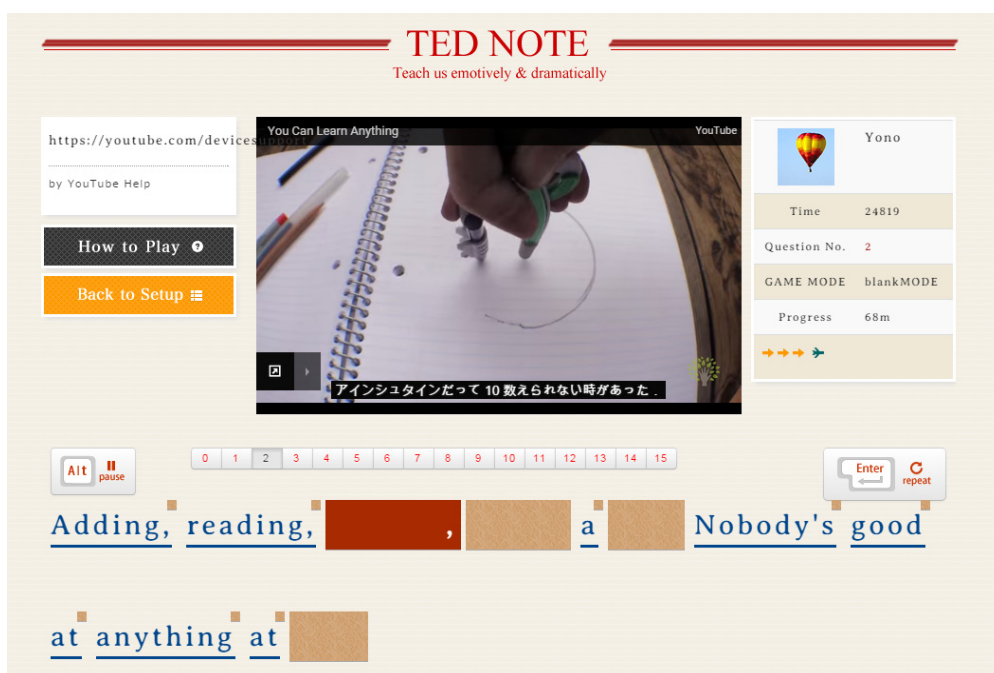 TED NOTE
Teach us emotively & dramatically
https://youtube.com/devicesupport
by YouTube Help
How to Play ?
Back to Setup
You Can Learn Anything
YouTube
アインシュタインだって 10 数えられない時があった .
Yono
Time 24819
Question No. 2
GAME MODE blankMODE
Progress 68m
Alt pause
0 1 2 3 4 5 6 7 8 9 10 11 12 13 14 15
Enter repeat
Adding, reading, , a Nobody's good
at anything at